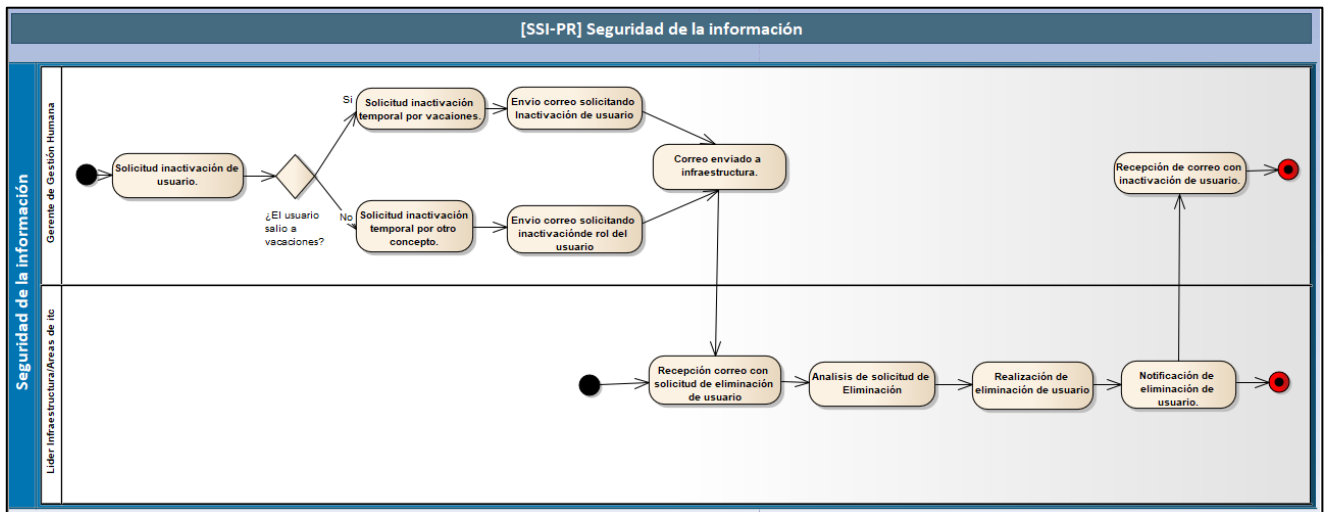 [SSI-PR] Seguridad de la información
Seguridad de la información
Gerente de Gestión Humana
Solicitud inactivación de
usuario.
¿El usuario
salio a
vacaciones?
Si
Solicitud inactivación
temporal por vacaiones.
Envio correo solicitando
Inactivación de usuario
No
Solicitud inactivación
temporal por otro
concepto.
Envio correo solicitando
inactivaciónde rol del
usuario
Correo enviado a
infraestructura.
Recepción de correo con
inactivación de usuario.
Lider Infraestructura/Areas de itc
Recepción correo con
solicitud de eliminación
de usuario
Analisis de solicitud de
Eliminación
Realización de
eliminación de usuario
Notificación de
eliminación de
usuario.